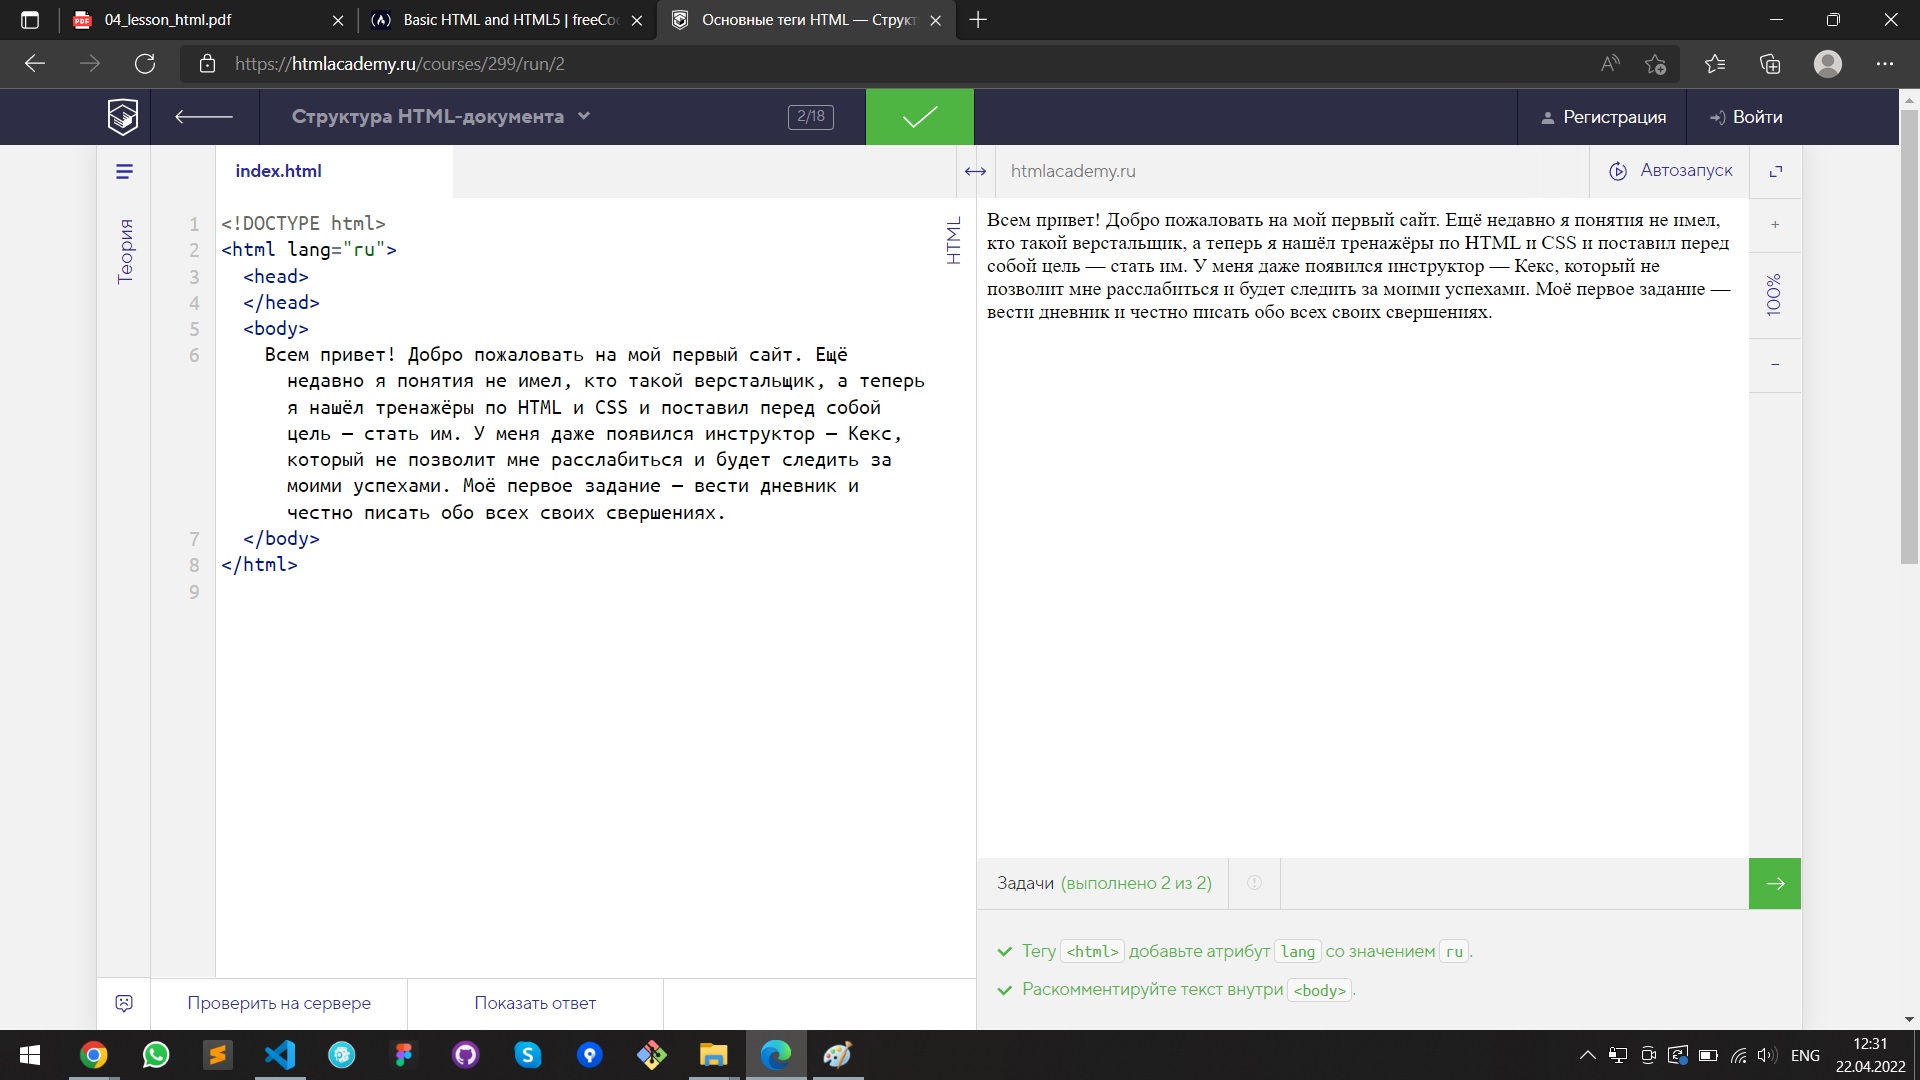 04_lesson_html.pdf
Basic HTML and HTML5 | freeCo
Основные теги HTML — Структ
https://htmlacademy.ru/courses/299/run/2
Структура HTML-документа
2/18
Регистрация
Войти
index.html
htmlacademy.ru
Автозапуск
Теория
HTML
100%
1 <!DOCTYPE html>
2 <html lang="ru">
3 <head>
4 </head>
5 <body>
6 Всем привет! Добро пожаловать на мой первый сайт. Ещё
недавно я понятия не имел, кто такой верстальщик, а теперь
я нашёл тренажёры по HTML и CSS и поставил перед собой
цель — стать им. У меня даже появился инструктор — Кекс,
который не позволит мне расслабиться и будет следить за
моими успехами. Моё первое задание — вести дневник и
честно писать обо всех своих свершениях.
7 </body>
8 </html>
9
Всем привет! Добро пожаловать на мой первый сайт. Ещё недавно я понятия не имел,
кто такой верстальщик, а теперь я нашёл тренажёры по HTML и CSS и поставил перед
собой цель — стать им. У меня даже появился инструктор — Кекс, который не
позволит мне расслабиться и будет следить за моими успехами. Моё первое задание —
вести дневник и честно писать обо всех своих свершениях.
Задачи (выполнено 2 из 2)
Тегу <html> добавьте атрибут lang со значением ru.
Раскомментируйте текст внутри <body>.
Проверить на сервере
Показать ответ
ENG
12:31
22.04.2022